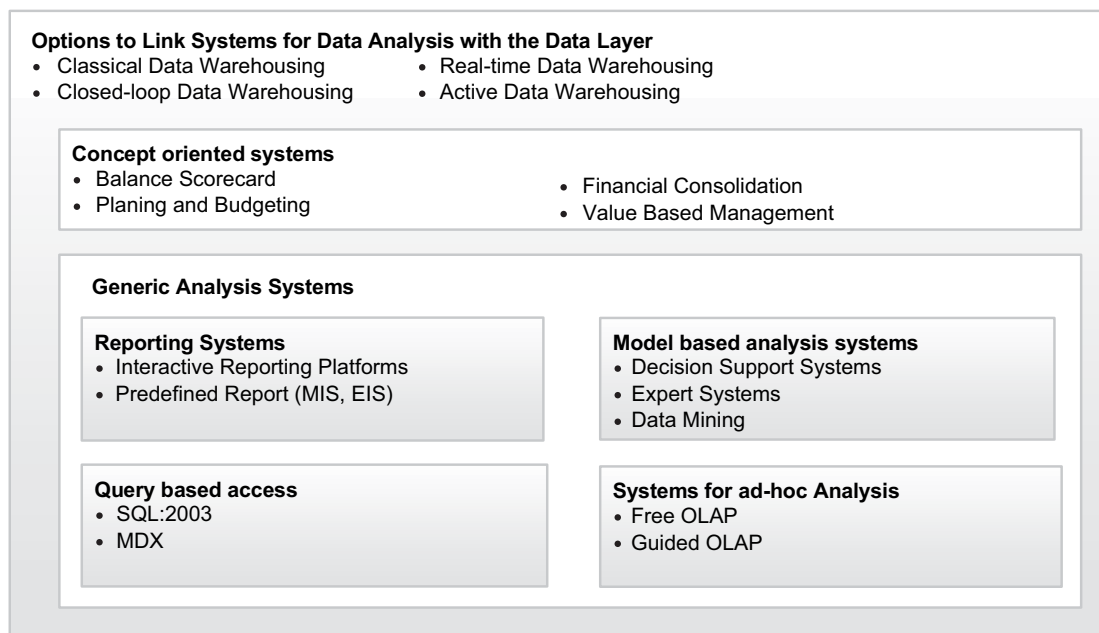 Options to Link Systems for Data Analysis with the Data Layer
• Classical Data Warehousing
• Closed-loop Data Warehousing
• Real-time Data Warehousing
• Active Data Warehousing
Concept oriented systems
• Balance Scorecard
• Planing and Budgeting
• Financial Consolidation
• Value Based Management
Generic Analysis Systems
Reporting Systems
• Interactive Reporting Platforms
• Predefined Report (MIS, EIS)
Model based analysis systems
• Decision Support Systems
• Expert Systems
• Data Mining
Query based access
• SQL:2003
• MDX
Systems for ad-hoc Analysis
• Free OLAP
• Guided OLAP